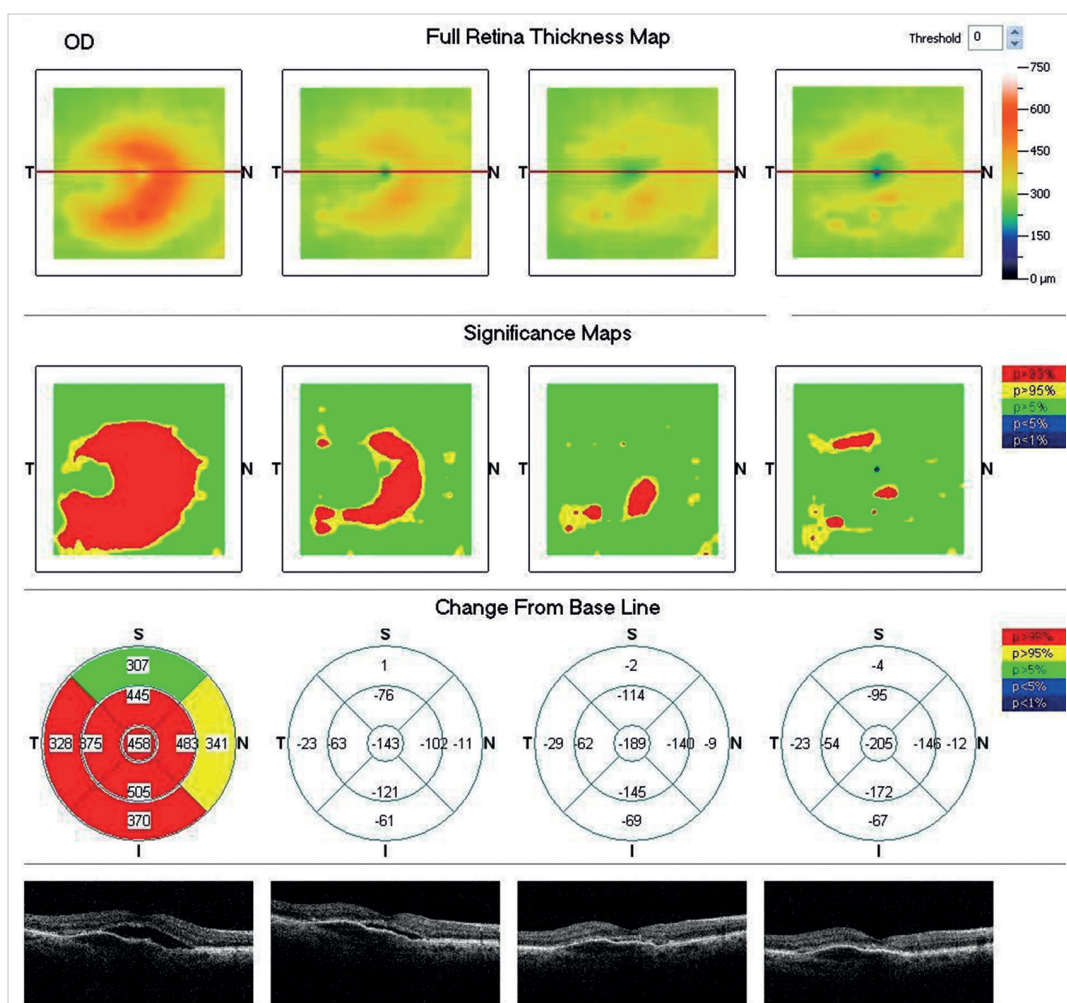 OD
Full Retina Thickness Map
Threshold 0
T N T N T N T N
750
600
450
300
150
0 µm
Significance Maps
T N T N T N T N
p>99%
p>95%
p>5%
p<5%
p<1%
Change From Base Line
S S S S
307 1 -2 -4
445 -76 -114 -95
T 328 375 458 483 341 N T -23 -63 -143 -102 -11 N T -29 -62 -189 -140 -9 N T -23 -54 -205 -146 -12 N
505 -121 -145 -172
370 -61 -69 -67
I I I I
p>99%
p>95%
p>5%
p<5%
p<1%